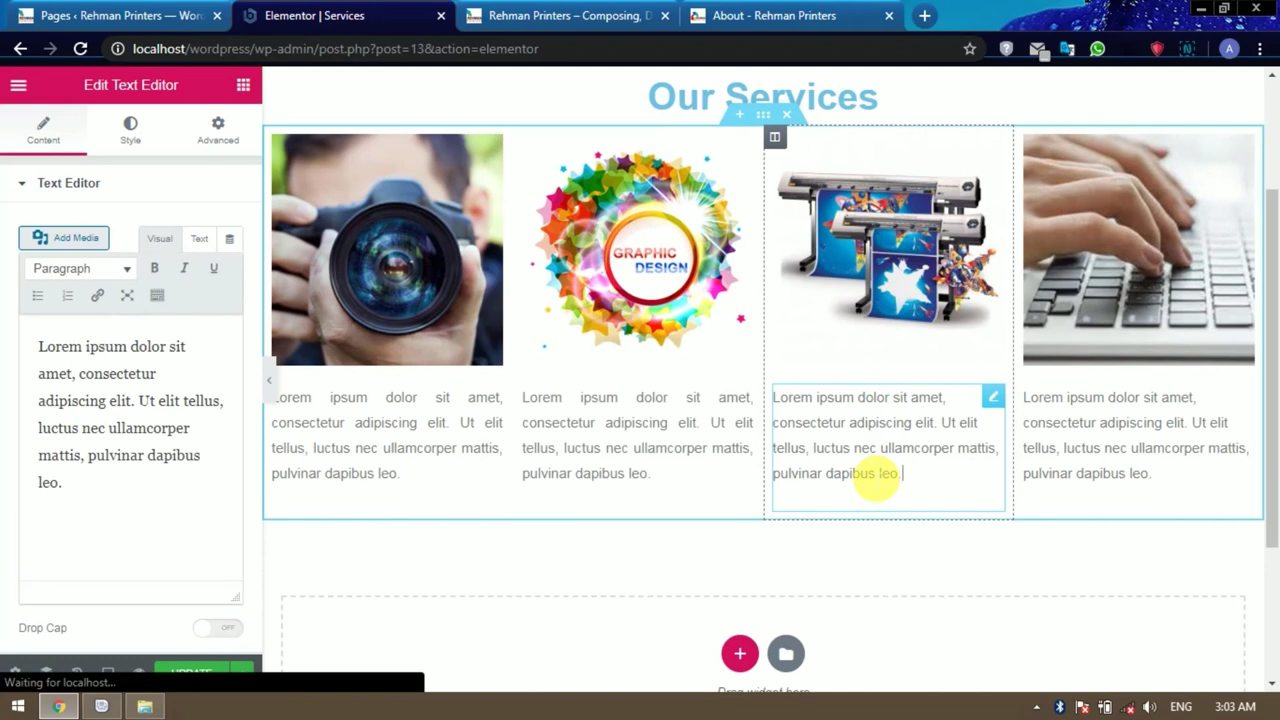 Pages ‹ Rehman Printers — Word
Elementor | Services
Rehman Printers – Composing, D
About - Rehman Printers
localhost/wordpress/wp-admin/post.php?post=13&action=elementor
A
Edit Text Editor
Content
Style
Advanced
Text Editor
Add Media
Visual
Text
Paragraph
B
I
U
Lorem ipsum dolor sit
amet, consectetur
adipiscing elit. Ut elit tellus,
luctus nec ullamcorper
mattis, pulvinar dapibus
leo.
Drop Cap
OFF
UPDATE
Waiting for localhost...
Our Services
GRAPHIC
DESIGN
Lorem ipsum dolor sit amet,
consectetur adipiscing elit. Ut elit
tellus, luctus nec ullamcorper mattis,
pulvinar dapibus leo.
Lorem ipsum dolor sit amet,
consectetur adipiscing elit. Ut elit
tellus, luctus nec ullamcorper mattis,
pulvinar dapibus leo.
Lorem ipsum dolor sit amet,
consectetur adipiscing elit. Ut elit
tellus, luctus nec ullamcorper mattis,
pulvinar dapibus leo.
Lorem ipsum dolor sit amet,
consectetur adipiscing elit. Ut elit
tellus, luctus nec ullamcorper mattis,
pulvinar dapibus leo.
Drag widget here
ENG
3:03 AM